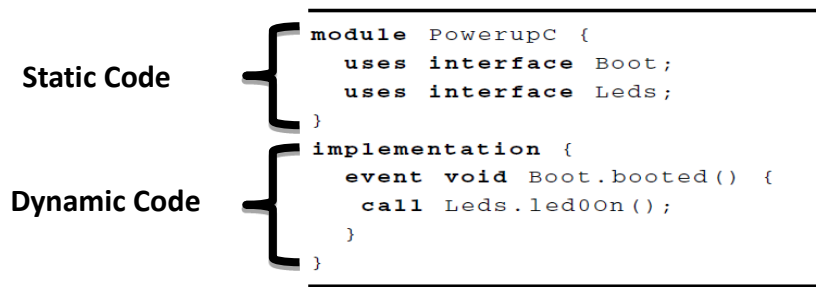 Static Code
module PowerupC {
uses interface Boot;
uses interface Leds;
}
Dynamic Code
implementation {
event void Boot.booted() {
call Leds.led0On();
}
}